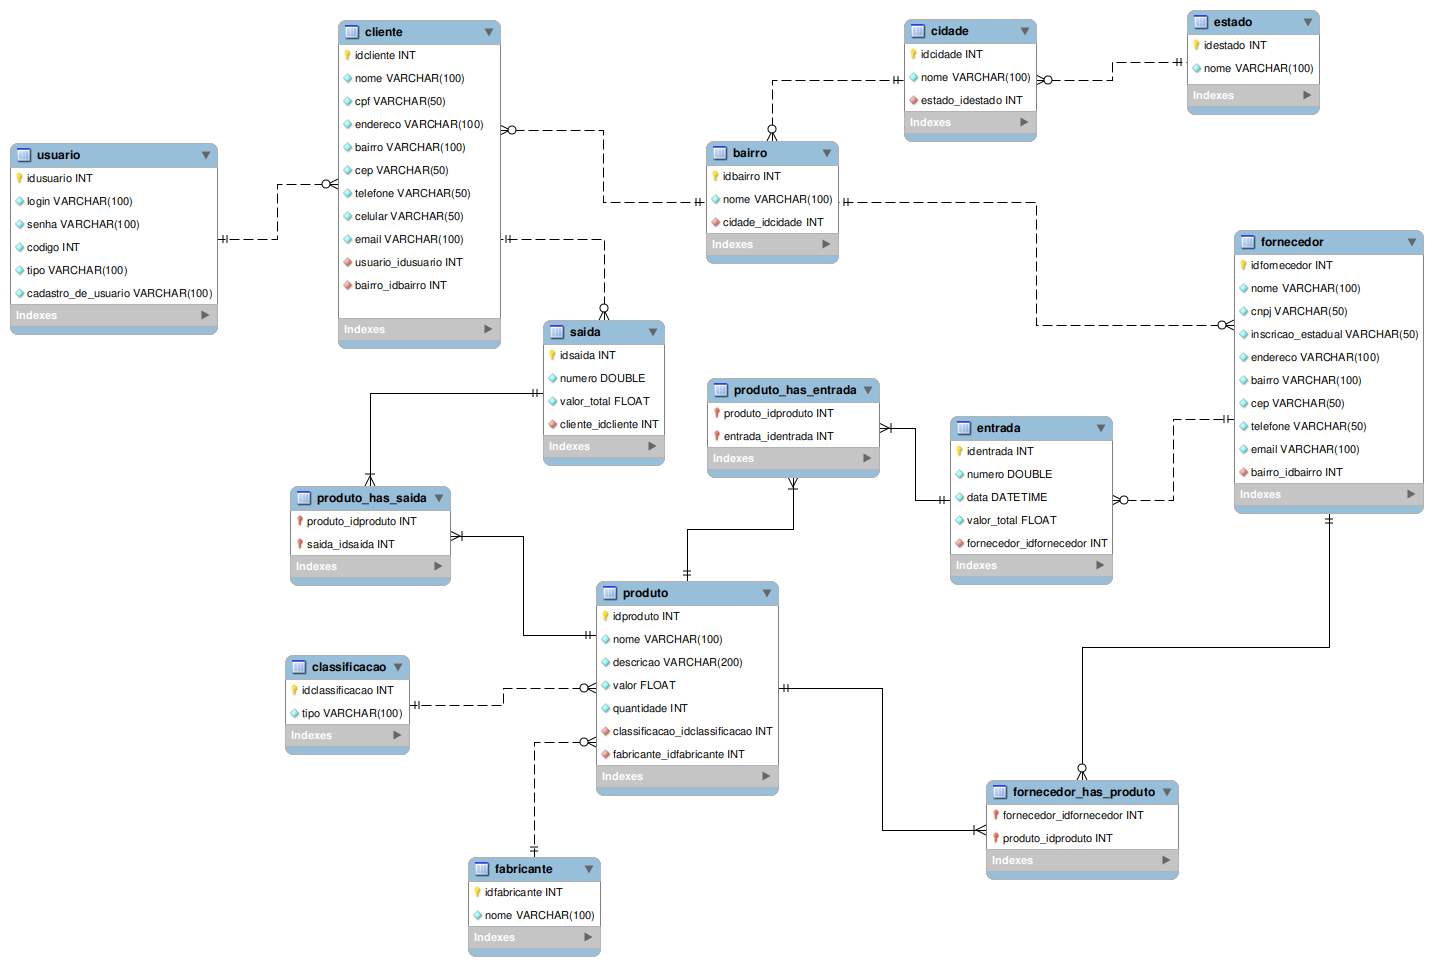 cliente
idcliente INT
nome VARCHAR(100)
cpf VARCHAR(50)
endereco VARCHAR(100)
bairro VARCHAR(100)
cep VARCHAR(50)
telefone VARCHAR(50)
celular VARCHAR(50)
email VARCHAR(100)
usuario_idusuario INT
bairro_idbairro INT
Indexes
cidade
idcidade INT
nome VARCHAR(100)
estado_idestado INT
Indexes
estado
idestado INT
nome VARCHAR(100)
Indexes
usuario
idusuario INT
login VARCHAR(100)
senha VARCHAR(100)
codigo INT
tipo VARCHAR(100)
cadastro_de_usuario VARCHAR(100)
Indexes
bairro
idbairro INT
nome VARCHAR(100)
cidade_idcidade INT
Indexes
fornecedor
idfornecedor INT
nome VARCHAR(100)
cnpj VARCHAR(50)
inscricao_estadual VARCHAR(50)
endereco VARCHAR(100)
bairro VARCHAR(100)
cep VARCHAR(50)
telefone VARCHAR(50)
email VARCHAR(100)
bairro_idbairro INT
Indexes
saida
idsaida INT
numero DOUBLE
valor_total FLOAT
cliente_idcliente INT
Indexes
produto_has_entrada
produto_idproduto INT
entrada_identrada INT
Indexes
entrada
identrada INT
numero DOUBLE
data DATETIME
valor_total FLOAT
fornecedor_idfornecedor INT
Indexes
produto_has_saida
produto_idproduto INT
saida_idsaida INT
Indexes
produto
idproduto INT
nome VARCHAR(100)
descricao VARCHAR(200)
valor FLOAT
quantidade INT
classificacao_idclassificacao INT
fabricante_idfabricante INT
Indexes
classificacao
idclassificacao INT
tipo VARCHAR(100)
Indexes
fornecedor_has_produto
fornecedor_idfornecedor INT
produto_idproduto INT
Indexes
fabricante
idfabricante INT
nome VARCHAR(100)
Indexes